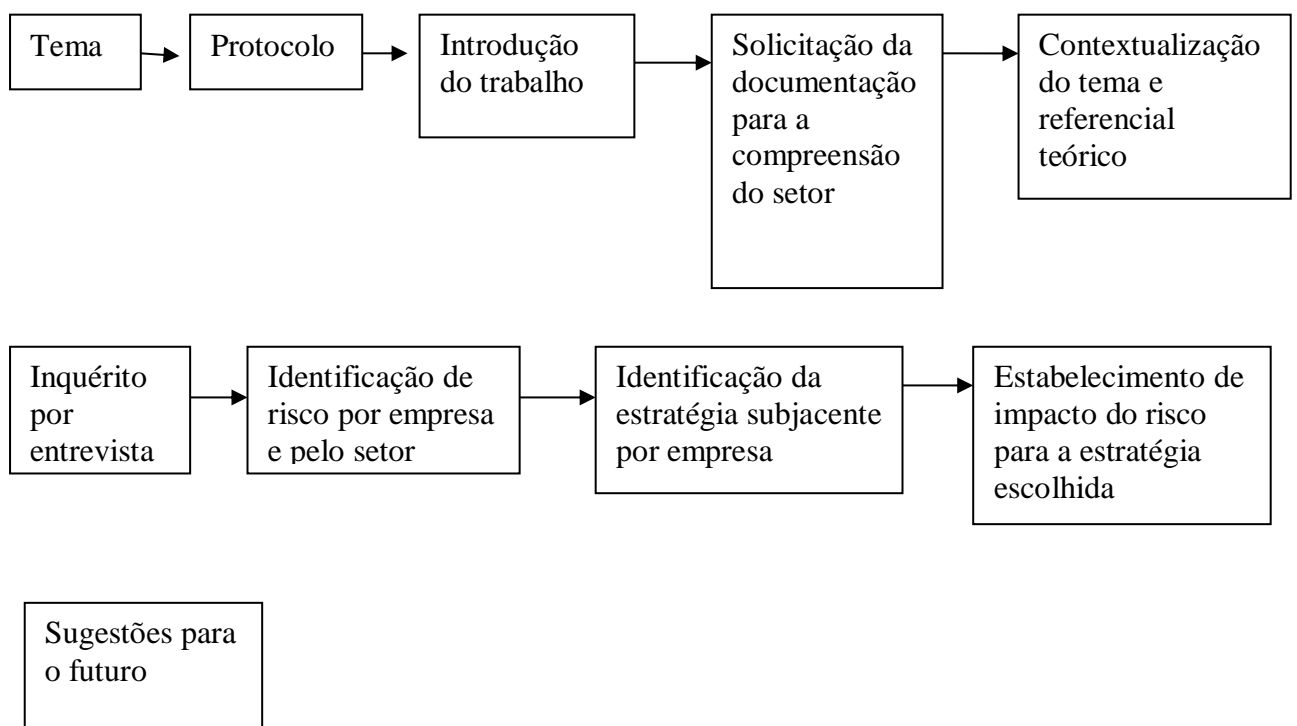 Tema
Protocolo
Introdução
do trabalho
Solicitação da
documentação
para a
compreensão
do setor
Contextualização
do tema e
referencial
teórico
Inquérito
por
entrevista
Identificação de
risco por empresa
e pelo setor
Identificação da
estratégia subjacente
por empresa
Estabelecimento de
impacto do risco
para a estratégia
escolhida
Sugestões para
o futuro